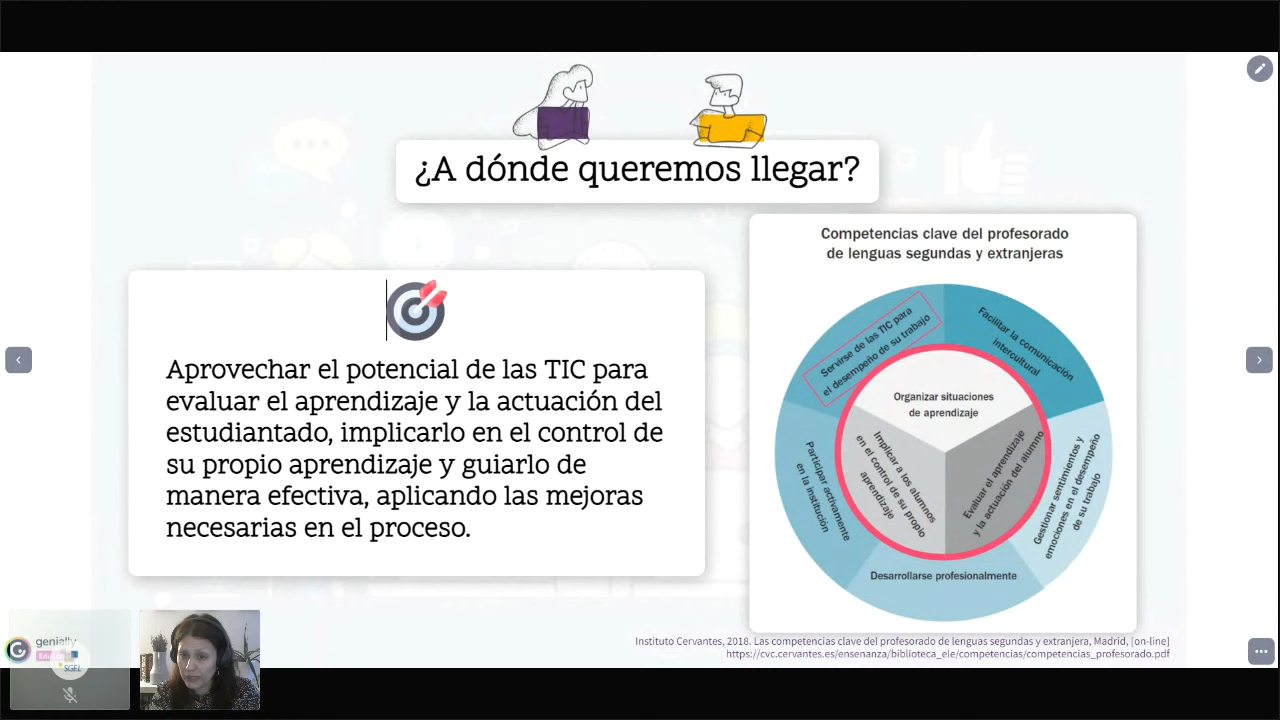 ¿A dónde queremos llegar?
Aprovechar el potencial de las TIC para
evaluar el aprendizaje y la actuación del
estudiantado, implicarlo en el control de
su propio aprendizaje y guiarlo de
manera efectiva, aplicando las mejoras
necesarias en el proceso.
Competencias clave del profesorado
de lenguas segundas y extranjeras
Servirse de las TIC para
el desempeño de su trabajo
Facilitar la comunicación
intercultural
Organizar situaciones
de aprendizaje
Implicar a los alumnos
en el control de su propio
aprendizaje
Evaluar el aprendizaje
y la actuación del alumno
Participar activamente
en la institución
Gestionar sentimientos y
emociones en el desempeño
de su trabajo
Desarrollarse profesionalmente
Instituto Cervantes, 2018. Las competencias clave del profesorado de lenguas segundas y extranjera, Madrid, [on-line]
https://cvc.cervantes.es/ensenanza/biblioteca_ele/competencias/competencias_profesorado.pdf
genially
SGEL